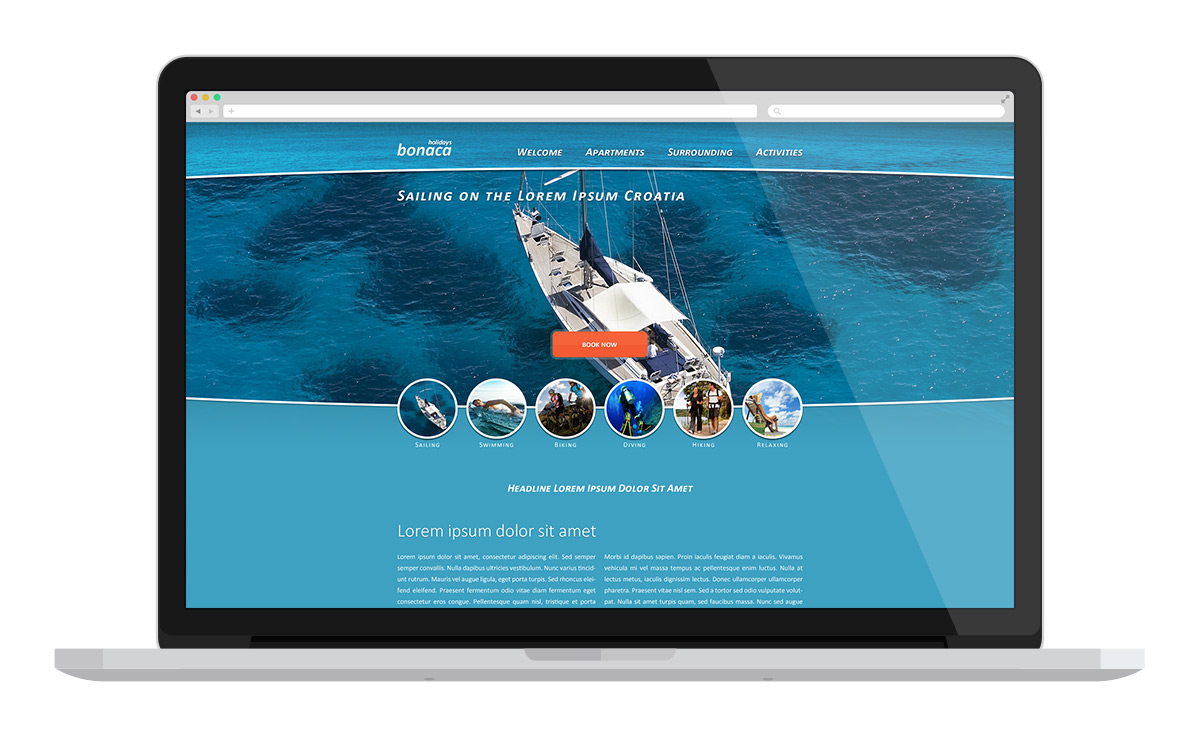 holidays
bonaca
Welcome Apartments Surrounding Activities
Sailing on the Lorem Ipsum Croatia
BOOK NOW
Sailing Swimming Biking Diving Hiking Relaxing
Headline Lorem Ipsum Dolor Sit Amet
Lorem ipsum dolor sit amet
Lorem ipsum dolor sit amet, consectetur adipiscing elit. Sed semper
semper convallis. Nulla dapibus ultricies vestibulum. Nunc varius tincid-
unt rutrum. Mauris vel augue ligula, eget porta turpis. Sed rhoncus elei-
fend eleifend. Praesent fermentum odio vitae diam fermentum eget
consectetur eros congue. Pellentesque quam nisl, tristique et porta
Morbi id dapibus sapien. Proin iaculis feugiat diam a iaculis. Vivamus
vehicula mi vel massa tempus ac pellentesque enim luctus. Nulla at
lectus metus, iaculis dignissim lectus. Donec ullamcorper ullamcorper
pharetra. Praesent vitae nisl sem. Sed a tortor sed odio vulputate volut-
pat. Nulla sit amet turpis quam, sed faucibus massa. Nunc sed augue